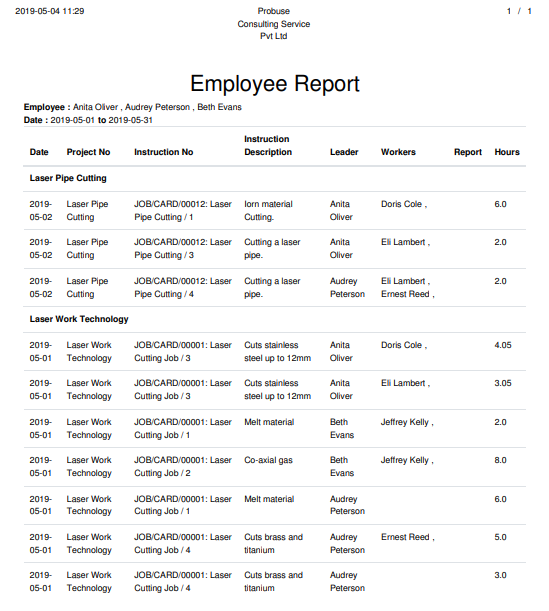 2019-05-04 11:29 Probuse 1 / 1
Consulting Service
Pvt Ltd
Employee Report
Employee : Anita Oliver , Audrey Peterson , Beth Evans
Date : 2019-05-01 to 2019-05-31
Instruction
Date Project No Instruction No Description Leader Workers Report Hours
Laser Pipe Cutting
2019- Laser Pipe JOB/CARD/00012: Laser Iorn material Anita Doris Cole , 6.0
05-02 Cutting Pipe Cutting / 1 Cutting. Oliver
2019- Laser Pipe JOB/CARD/00012: Laser Cutting a laser Anita Eli Lambert , 2.0
05-02 Cutting Pipe Cutting / 3 pipe. Oliver
2019- Laser Pipe JOB/CARD/00012: Laser Cutting a laser Audrey Eli Lambert , 2.0
05-02 Cutting Pipe Cutting / 4 pipe. Peterson Ernest Reed ,
Laser Work Technology
2019- Laser Work JOB/CARD/00001: Laser Cuts stainless Anita Doris Cole , 4.05
05-01 Technology Cutting Job / 3 steel up to 12mm Oliver
2019- Laser Work JOB/CARD/00001: Laser Cuts stainless Anita Eli Lambert , 3.05
05-01 Technology Cutting Job / 3 steel up to 12mm Oliver
2019- Laser Work JOB/CARD/00001: Laser Melt material Beth Jeffrey Kelly , 2.0
05-01 Technology Cutting Job / 1 Evans
2019- Laser Work JOB/CARD/00001: Laser Co-axial gas Beth Jeffrey Kelly , 8.0
05-01 Technology Cutting Job / 2 Evans
2019- Laser Work JOB/CARD/00001: Laser Melt material Audrey 6.0
05-01 Technology Cutting Job / 1 Peterson
2019- Laser Work JOB/CARD/00001: Laser Cuts brass and Audrey Ernest Reed , 5.0
05-01 Technology Cutting Job / 4 titanium Peterson
2019- Laser Work JOB/CARD/00001: Laser Cuts brass and Audrey 3.0
05-01 Technology Cutting Job / 4 titanium Peterson